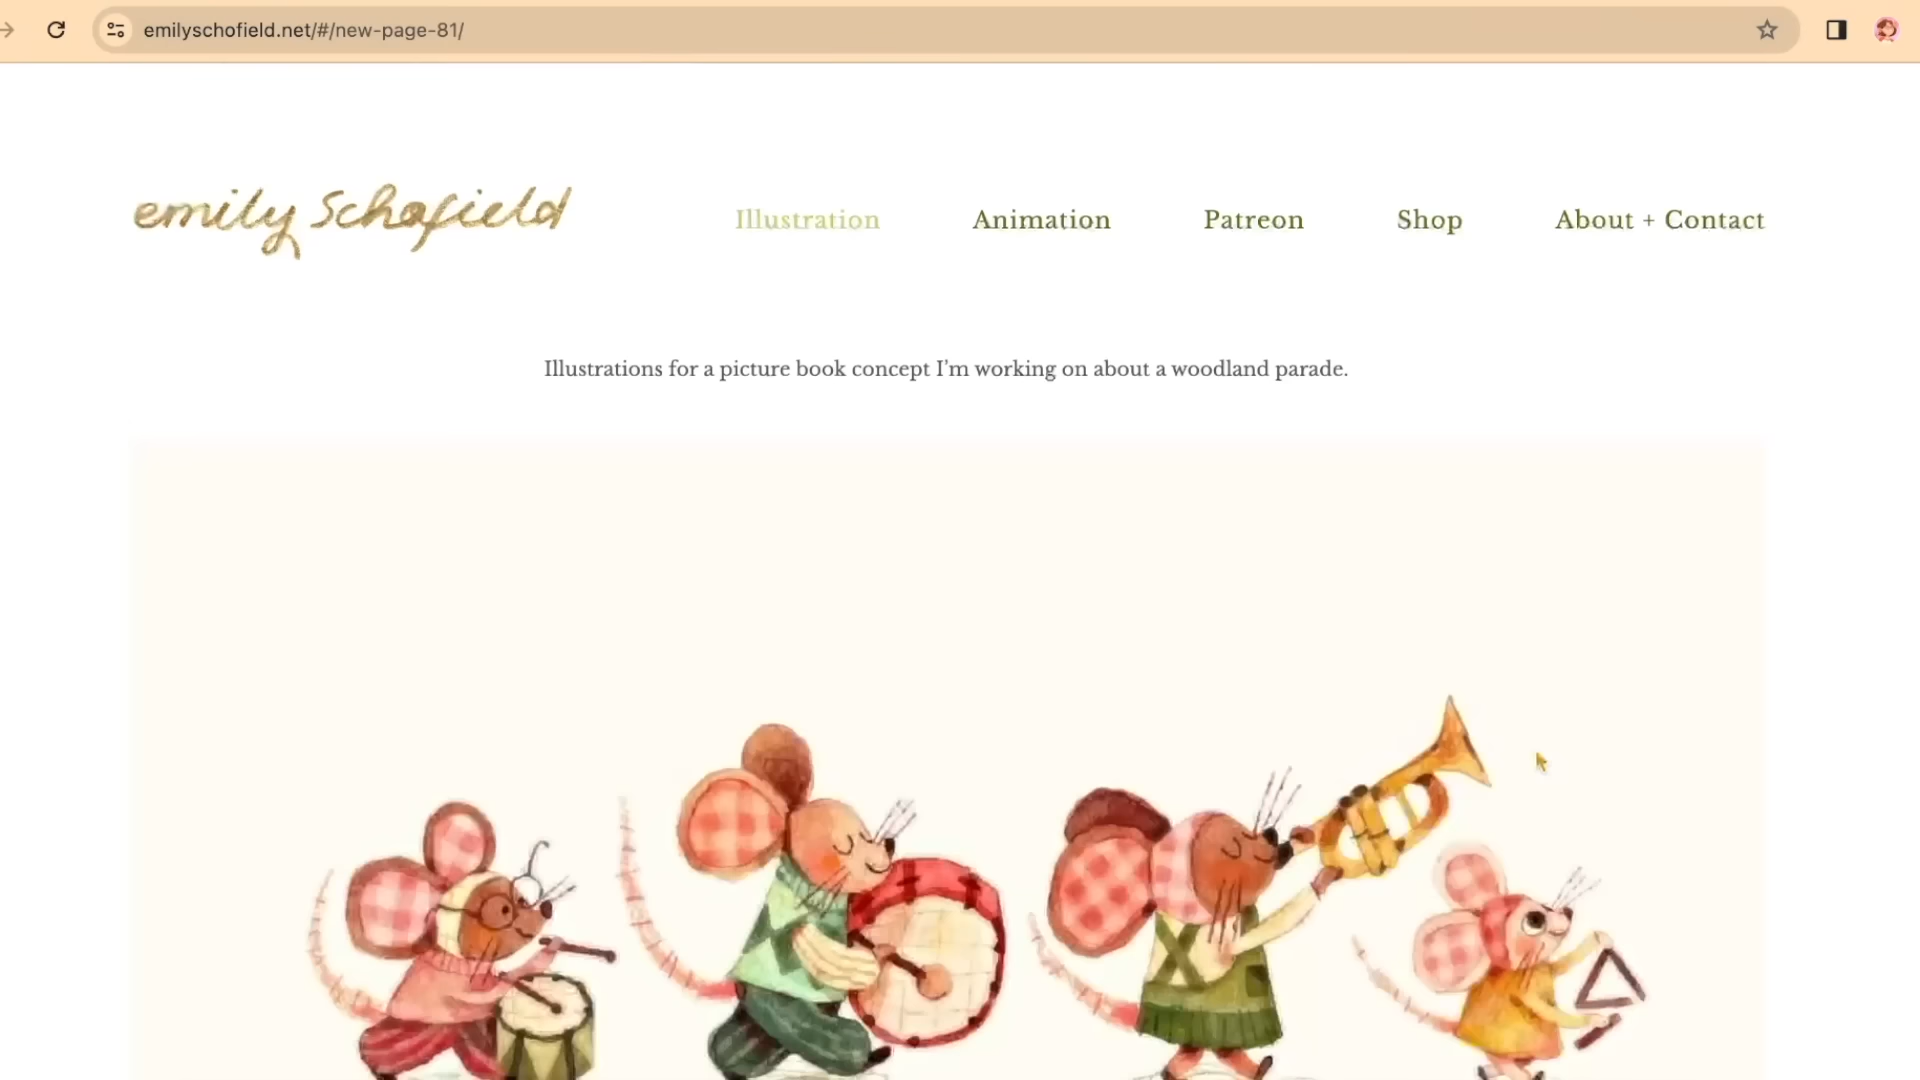 emilyschofield.net/#/new-page-81/
emily schofield
Illustration
Animation
Patreon
Shop
About + Contact
Illustrations for a picture book concept I'm working on about a woodland parade.